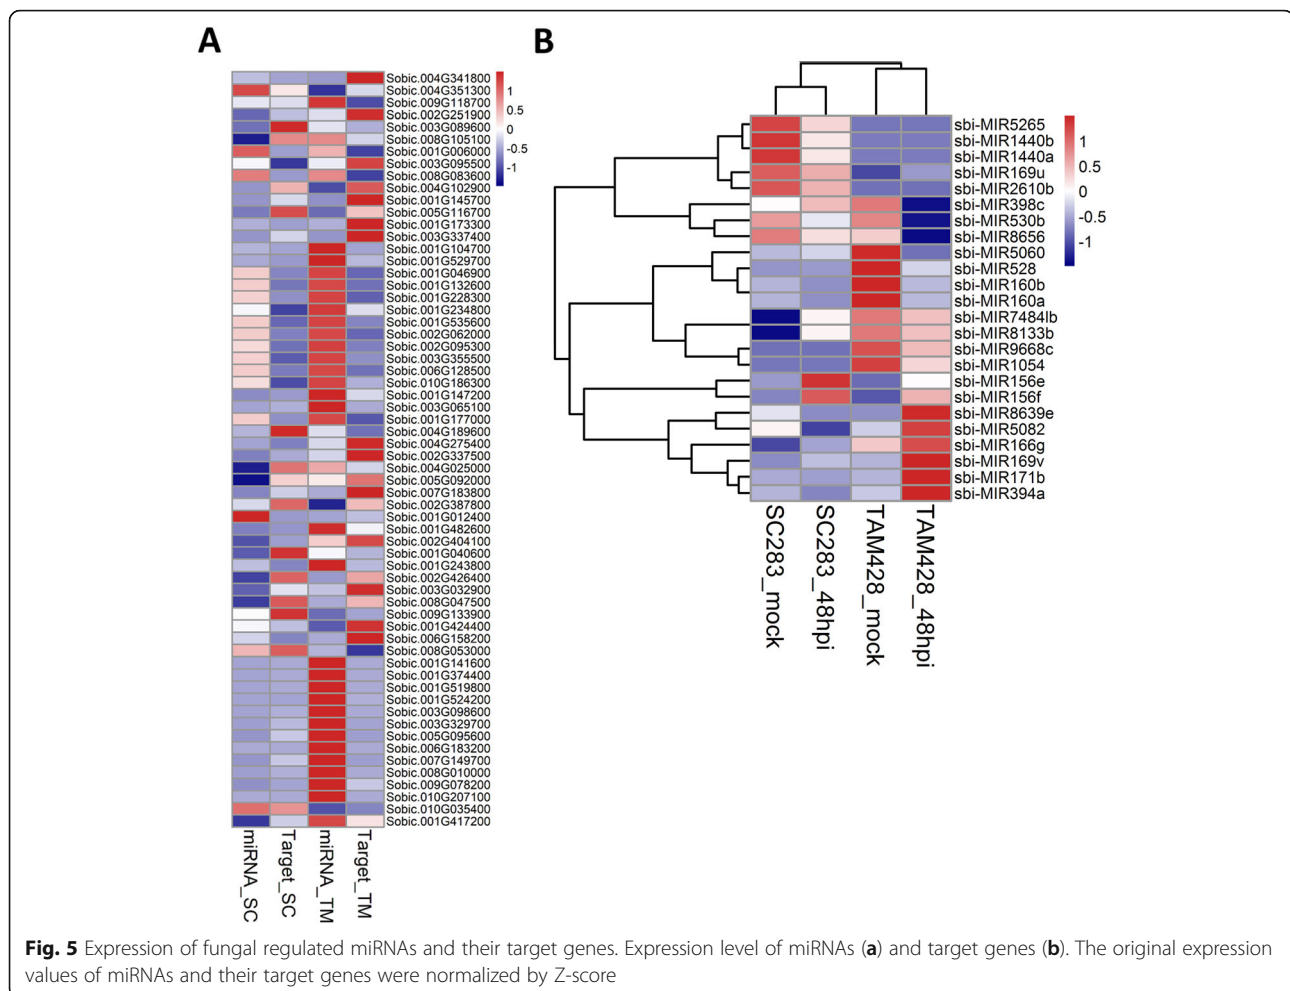 A
Sobic.004G341800
Sobic.004G351300
Sobic.009G118700
Sobic.002G251900
Sobic.003G089600
Sobic.008G105100
Sobic.001G006000
Sobic.003G095500
Sobic.008G083600
Sobic.004G102900
Sobic.001G145700
Sobic.005G116700
Sobic.001G173300
Sobic.003G337400
Sobic.001G104700
Sobic.001G529700
Sobic.001G046900
Sobic.001G132600
Sobic.001G228300
Sobic.001G234800
Sobic.001G535600
Sobic.002G062000
Sobic.002G095300
Sobic.003G355500
Sobic.006G128500
Sobic.010G186300
Sobic.001G147200
Sobic.003G065100
Sobic.001G177000
Sobic.004G189600
Sobic.004G275400
Sobic.002G337500
Sobic.004G025000
Sobic.005G092000
Sobic.007G183800
Sobic.002G387800
Sobic.001G012400
Sobic.001G482600
Sobic.002G404100
Sobic.001G040600
Sobic.001G243800
Sobic.002G426400
Sobic.003G032900
Sobic.008G047500
Sobic.009G133900
Sobic.001G424400
Sobic.006G158200
Sobic.008G053000
Sobic.001G141600
Sobic.001G374400
Sobic.001G519800
Sobic.001G524200
Sobic.003G098600
Sobic.003G329700
Sobic.005G095600
Sobic.006G183200
Sobic.007G149700
Sobic.008G010000
Sobic.009G078200
Sobic.010G207100
Sobic.010G035400
Sobic.001G417200
1
0.5
0
-0.5
-1
miRNA_SC
Target_SC
miRNA_TM
Target_TM
B
sbi-MIR5265
sbi-MIR1440b
sbi-MIR1440a
sbi-MIR169u
sbi-MIR2610b
sbi-MIR398c
sbi-MIR530b
sbi-MIR8656
sbi-MIR5060
sbi-MIR528
sbi-MIR160b
sbi-MIR160a
sbi-MIR7484lb
sbi-MIR8133b
sbi-MIR9668c
sbi-MIR1054
sbi-MIR156e
sbi-MIR156f
sbi-MIR8639e
sbi-MIR5082
sbi-MIR166g
sbi-MIR169v
sbi-MIR171b
sbi-MIR394a
1
0.5
0
-0.5
-1
SC283_mock
SC283_48hpi
TAM428_mock
TAM428_48hpi
Fig. 5 Expression of fungal regulated miRNAs and their target genes. Expression level of miRNAs (a) and target genes (b). The original expression
values of miRNAs and their target genes were normalized by Z-score